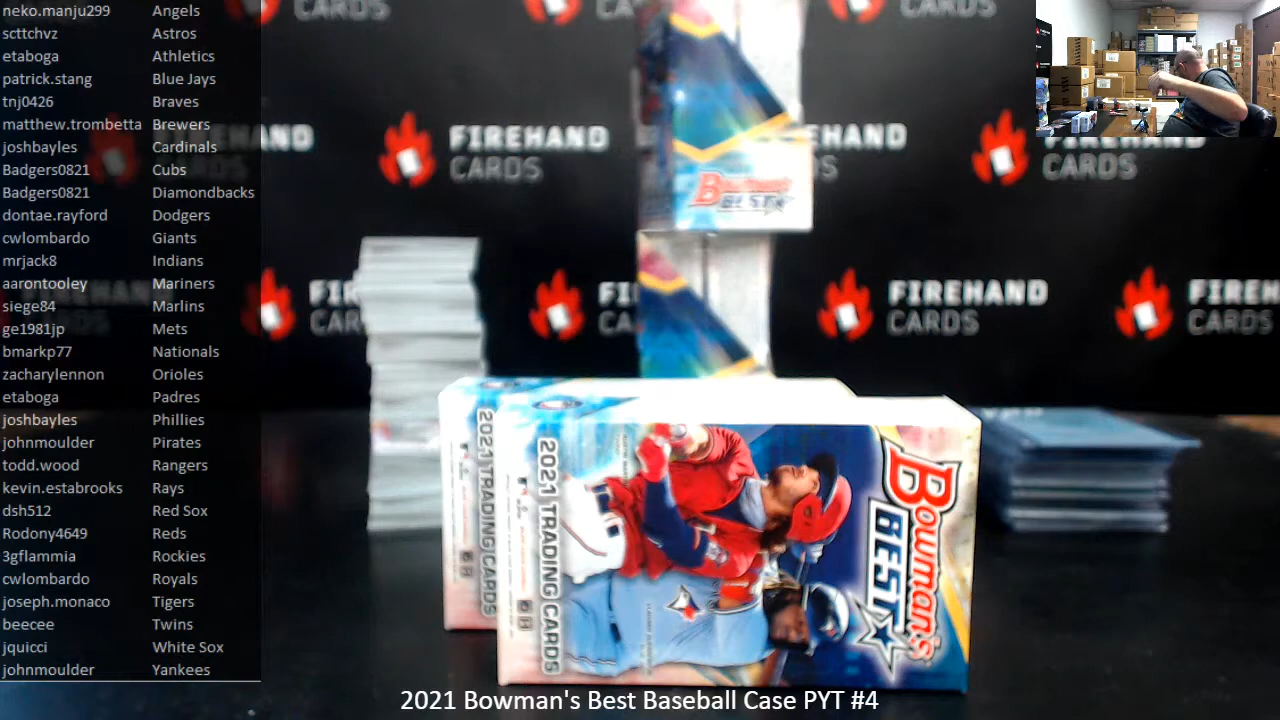 neko.manju299 Angels
scttchvz Astros
etaboga Athletics
patrick.stang Blue Jays
tnj0426 Braves
matthew.trombetta Brewers
joshbayles Cardinals
Badgers0821 Cubs
Badgers0821 Diamondbacks
dontae.rayford Dodgers
cwlombardo Giants
mrjack8 Indians
aarontooley Mariners
siege84 Marlins
ge1981jp Mets
bmarkp77 Nationals
zacharylennon Orioles
etaboga Padres
joshbayles Phillies
johnmoulder Pirates
todd.wood Rangers
kevin.estabrooks Rays
dsh512 Red Sox
Rodony4649 Reds
3gflammia Rockies
cwlombardo Royals
joseph.monaco Tigers
beecee Twins
jquicci White Sox
johnmoulder Yankees
HAND
CARDS
CARDS
CARDS
FIREHAND
CARDS
FIREHAND
CARDS
FIREHAND
CARDS
FIREHAND
CARDS
BOWMAN'S
BEST
2021 TRADING CARDS
2021 TRADING CARDS
BOWMAN'S
BEST
2021 Bowman's Best Baseball Case PYT #4